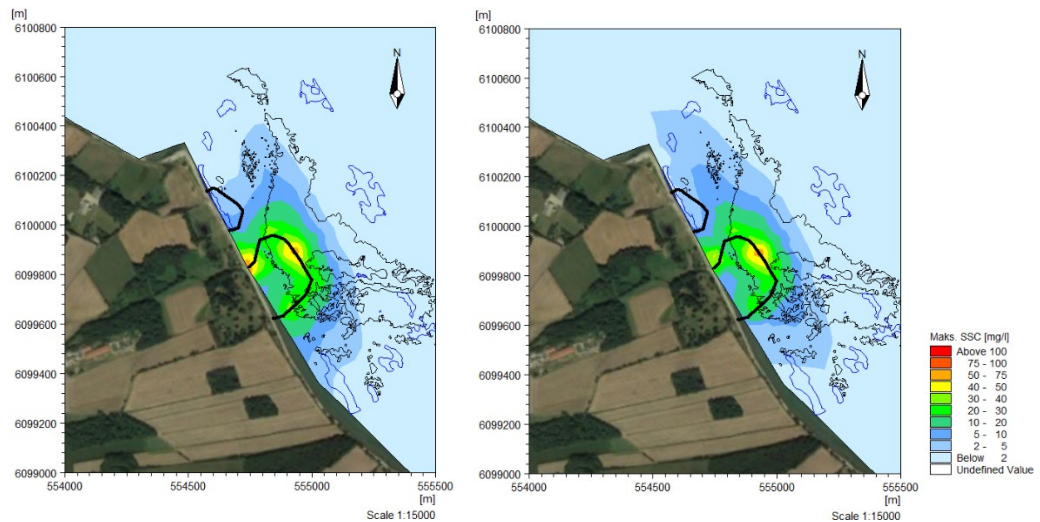 [m]
6100800
6100600
6100400
6100200
6100000
6099800
6099600
6099400
6099200
6099000
554000
554500
555000
555500
[m]
Scale 1:15000
N
[m]
6100800
6100600
6100400
6100200
6100000
6099800
6099600
6099400
6099200
6099000
554000
554500
555000
555500
[m]
Scale 1:15000
N
Maks. SSC [mg/l]
Above 100
75 - 100
50 - 75
40 - 50
30 - 40
20 - 30
10 - 20
5 - 10
2 - 5
Below 2
Undefined Value